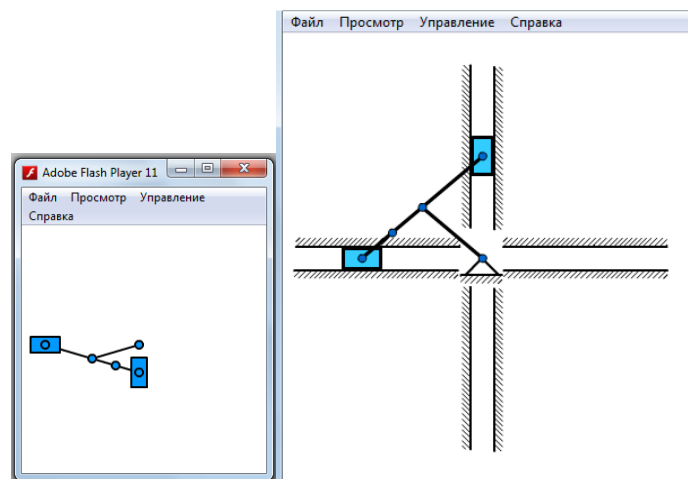 Adobe Flash Player 11
Файл Просмотр Управление
Справка
Файл Просмотр Управление Справка